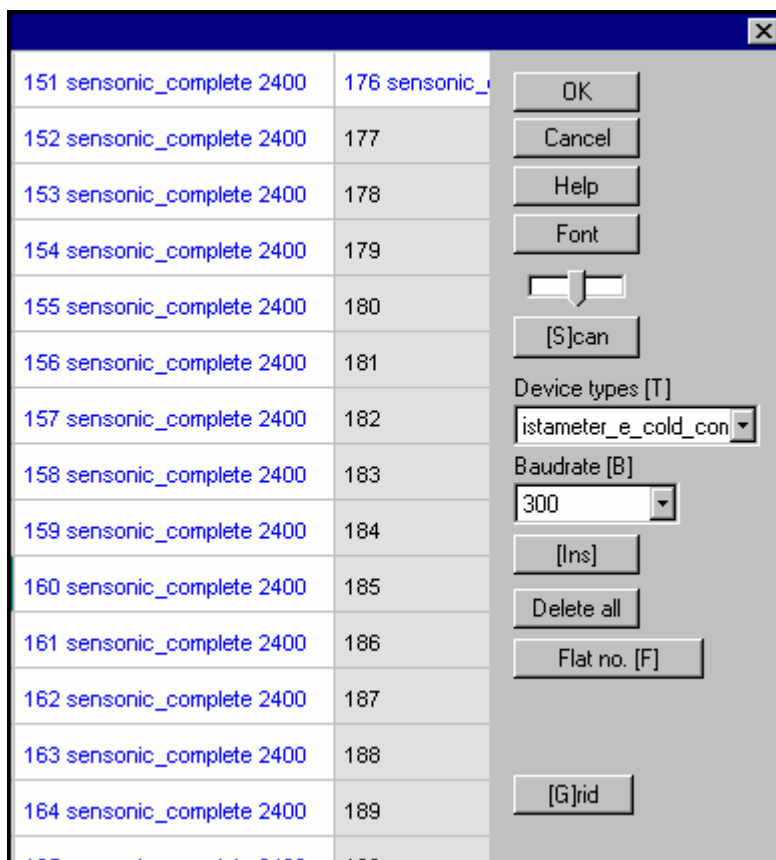 151 sensonic_complete 2400 176 sensonic_
152 sensonic_complete 2400 177
153 sensonic_complete 2400 178
154 sensonic_complete 2400 179
155 sensonic_complete 2400 180
156 sensonic_complete 2400 181
157 sensonic_complete 2400 182
158 sensonic_complete 2400 183
159 sensonic_complete 2400 184
160 sensonic_complete 2400 185
161 sensonic_complete 2400 186
162 sensonic_complete 2400 187
163 sensonic_complete 2400 188
164 sensonic_complete 2400 189
OK
Cancel
Help
Font
[S]can
Device types [T]
istameter_e_cold_con
Baudrate [B]
300
[Ins]
Delete all
Flat no. [F]
[G]rid